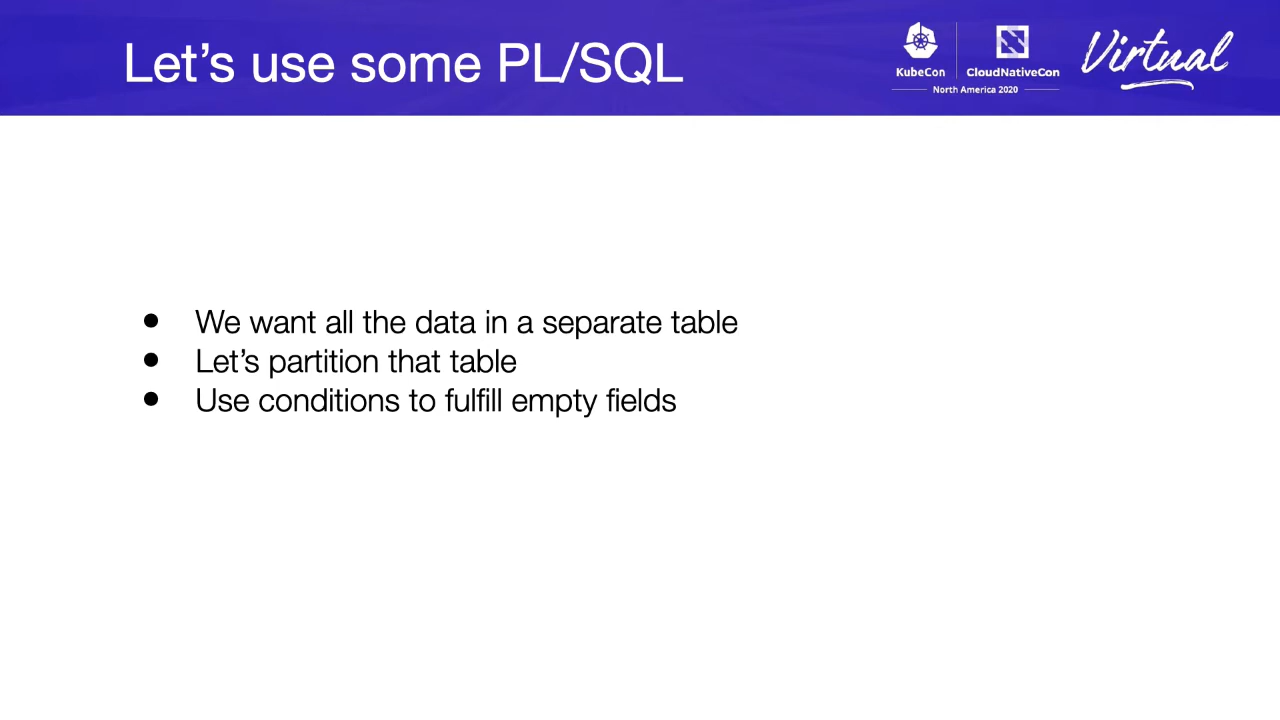 Let’s use some PL/SQL
KubeCon
CloudNativeCon
North America 2020
Virtual
● We want all the data in a separate table
● Let’s partition that table
● Use conditions to fulfill empty fields